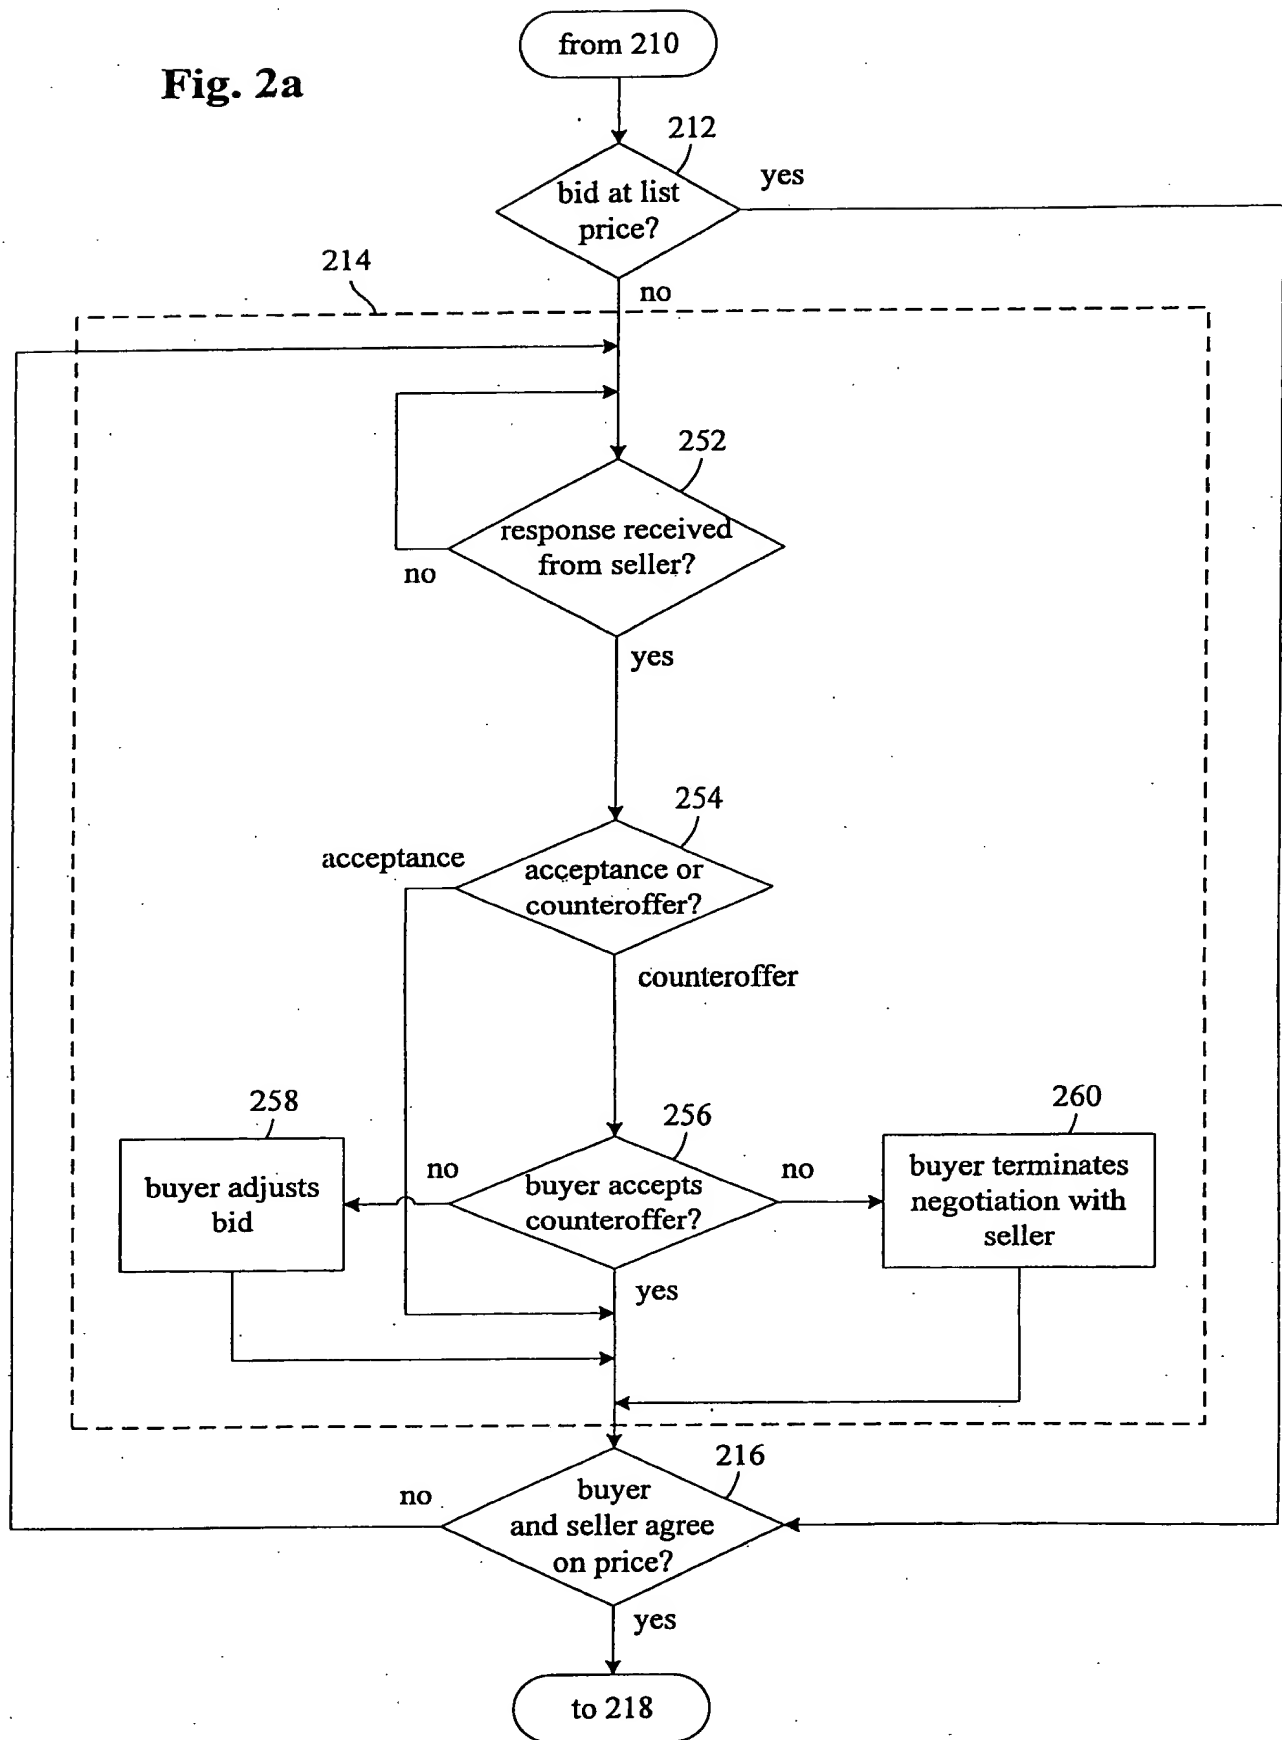 from 210
Fig. 2a
212
bid at list
price?
yes
214
no
252
response received
from seller?
no
yes
254
acceptance
acceptance or
counteroffer?
counteroffer
258
256
260
buyer adjusts
bid
no
buyer accepts
counteroffer?
no
buyer terminates
negotiation with
seller
yes
216
no
buyer
and seller agree
on price?
yes
to 218